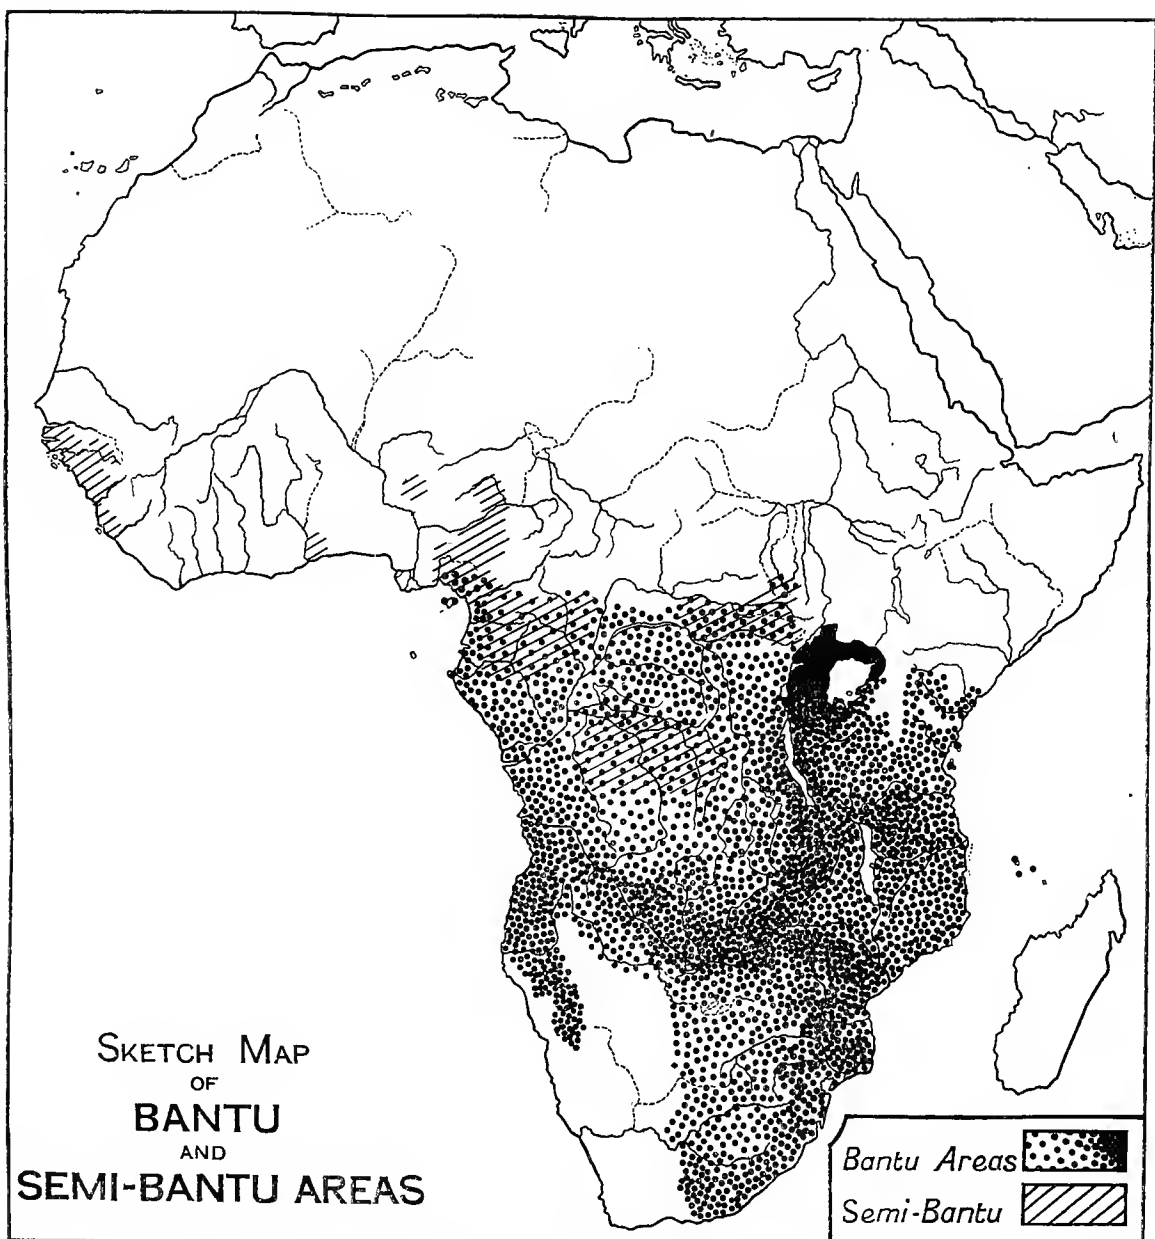 SKETCH MAP
OF
BANTU
AND
SEMI-BANTU AREAS
Bantu Areas
Semi-Bantu